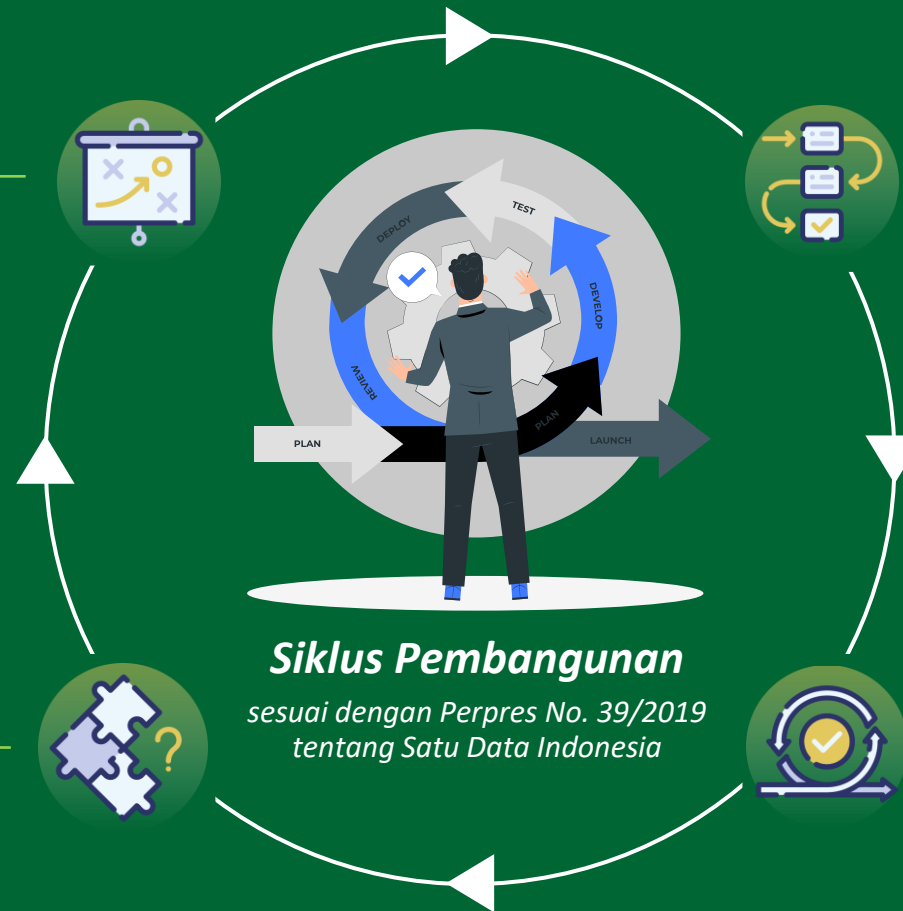 TEST
DEPLOY
DEVELOP
REVIEW
PLAN
PLAN
LAUNCH
Siklus Pembangunan
sesuai dengan Perpres No. 39/2019
tentang Satu Data Indonesia